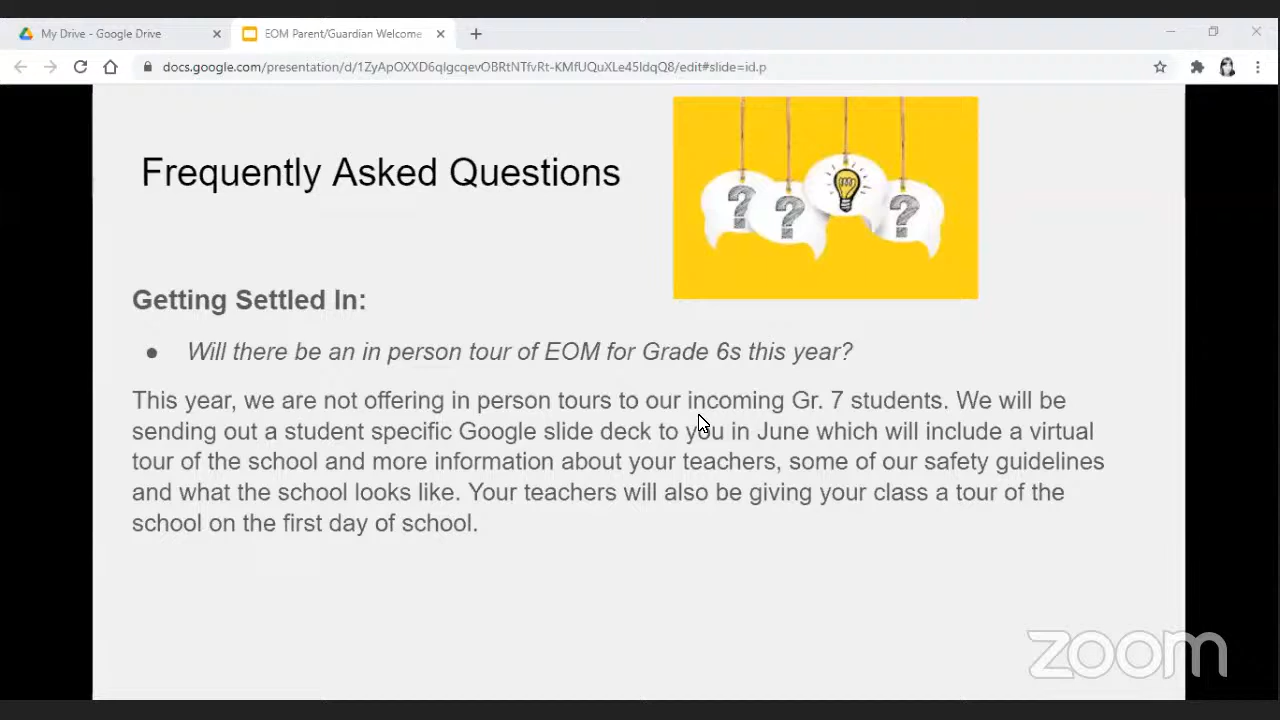 My Drive - Google Drive
EOM Parent/Guardian Welcome
docs.google.com/presentation/d/1ZyApOXXD6qlgcqevOBRtNTfvRt-KMfUQuXLe45ldqQ8/edit#slide=id.p
Frequently Asked Questions
? ? ?
Getting Settled In:
● Will there be an in person tour of EOM for Grade 6s this year?
This year, we are not offering in person tours to our incoming Gr. 7 students. We will be
sending out a student specific Google slide deck to you in June which will include a virtual
tour of the school and more information about your teachers, some of our safety guidelines
and what the school looks like. Your teachers will also be giving your class a tour of the
school on the first day of school.
zoom